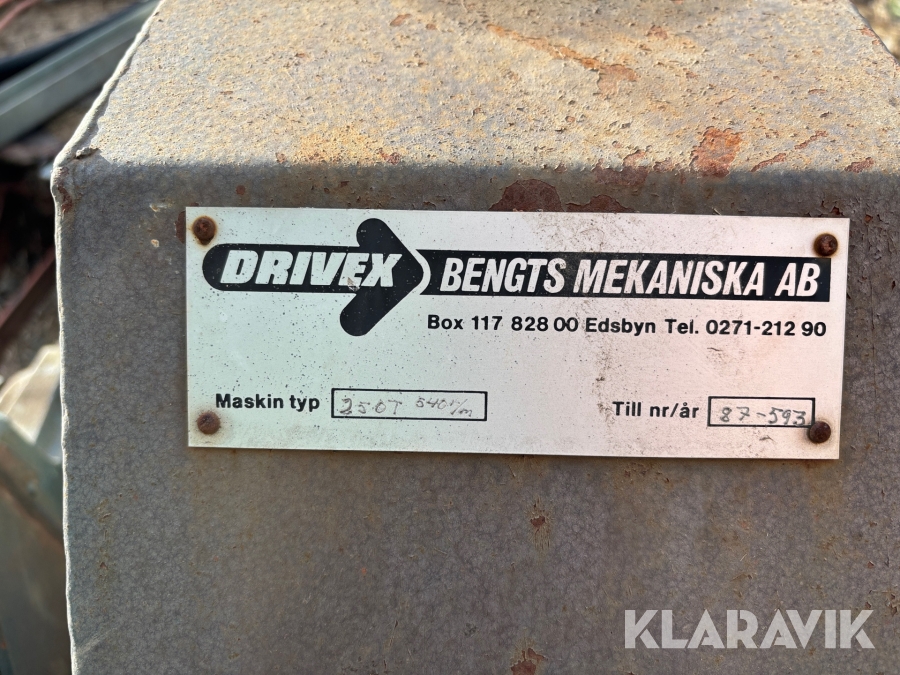 DRIVEX BENGTS MEKANISKA AB
Box 117 828 00 Edsbyn Tel. 0271-212 90
Maskin typ 250T 540r/m Till nr/år 87-593
KLARAVIK